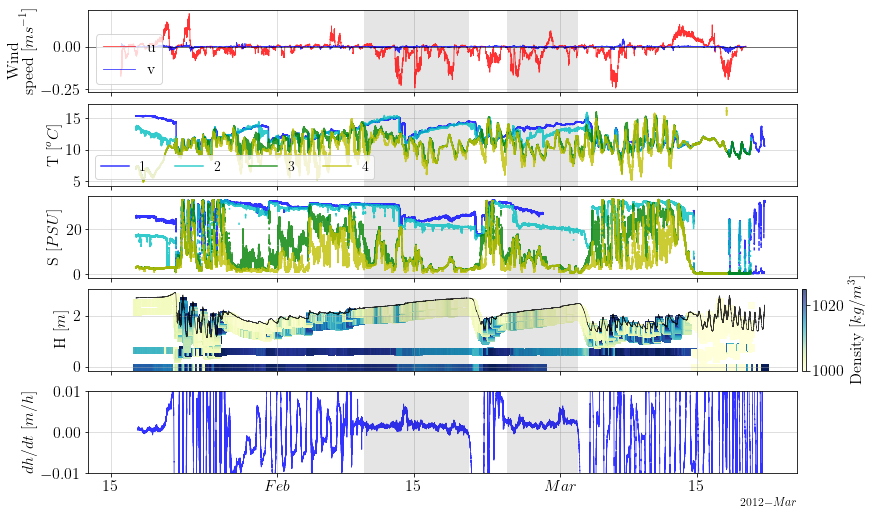 Wind
speed [ms⁻¹]
0.00
−0.25
u
v
T [°C]
15
10
5
1 2 3 4
S [PSU]
20
0
H [m]
2
0
1020
1000
Density [kg/m³]
dh/dt [m/h]
0.01
0.00
−0.01
15 Feb 15 Mar 15
2012−Mar